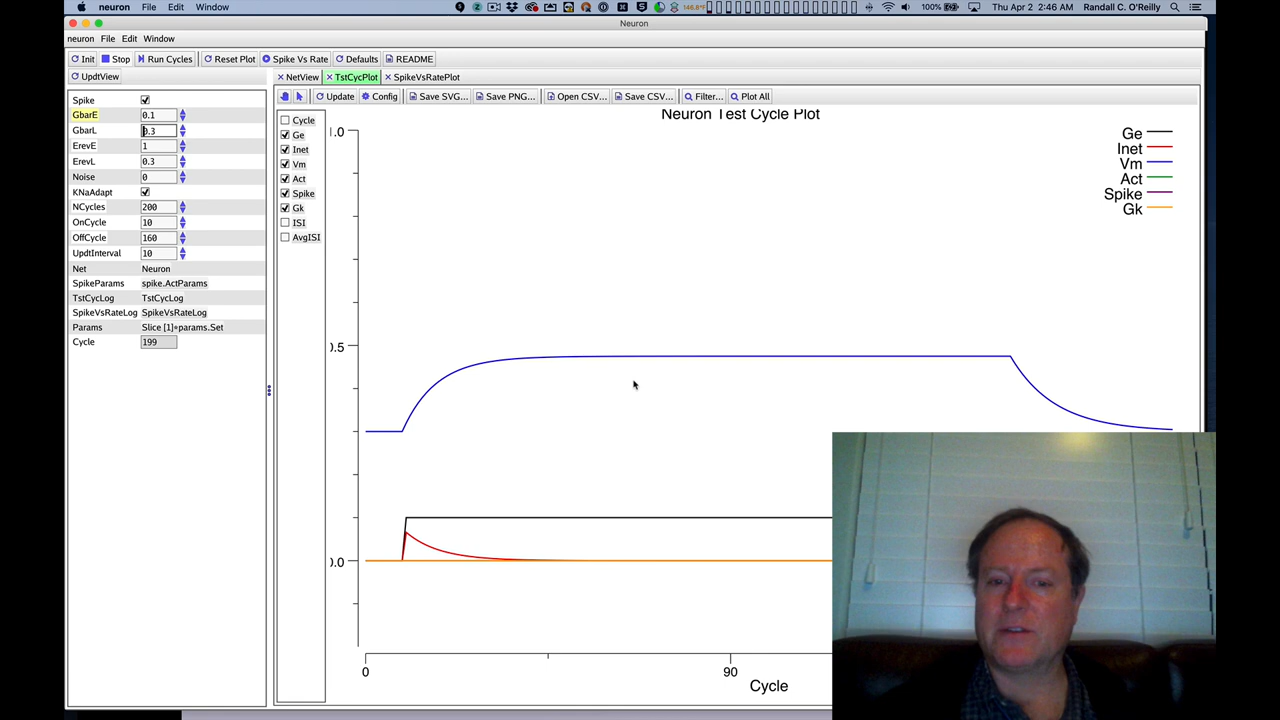 neuron File Edit Window 146.8°F 100% Thu Apr 2 2:46 AM Randall C. O'Reilly
Neuron
neuron File Edit Window
Init Stop Run Cycles Reset Plot Spike Vs Rate Defaults README
UpdtView
NetView TstCycPlot SpikeVsRatePlot
Update Config Save SVG... Save PNG... Open CSV... Save CSV... Filter... Plot All
Spike
GbarE 0.1
GbarL 0.3
ErevE 1
ErevL 0.3
Noise 0
KNaAdapt
NCycles 200
OnCycle 10
OffCycle 160
UpdtInterval 10
Net Neuron
SpikeParams spike.ActParams
TstCycLog TstCycLog
SpikeVsRateLog SpikeVsRateLog
Params Slice [1]*params.Set
Cycle 199
Cycle
Ge
Inet
Vm
Act
Spike
Gk
ISI
AvgISI
Neuron Test Cycle Plot
1.0
0.5
0.0
Ge
Inet
Vm
Act
Spike
Gk
0 90
Cycle